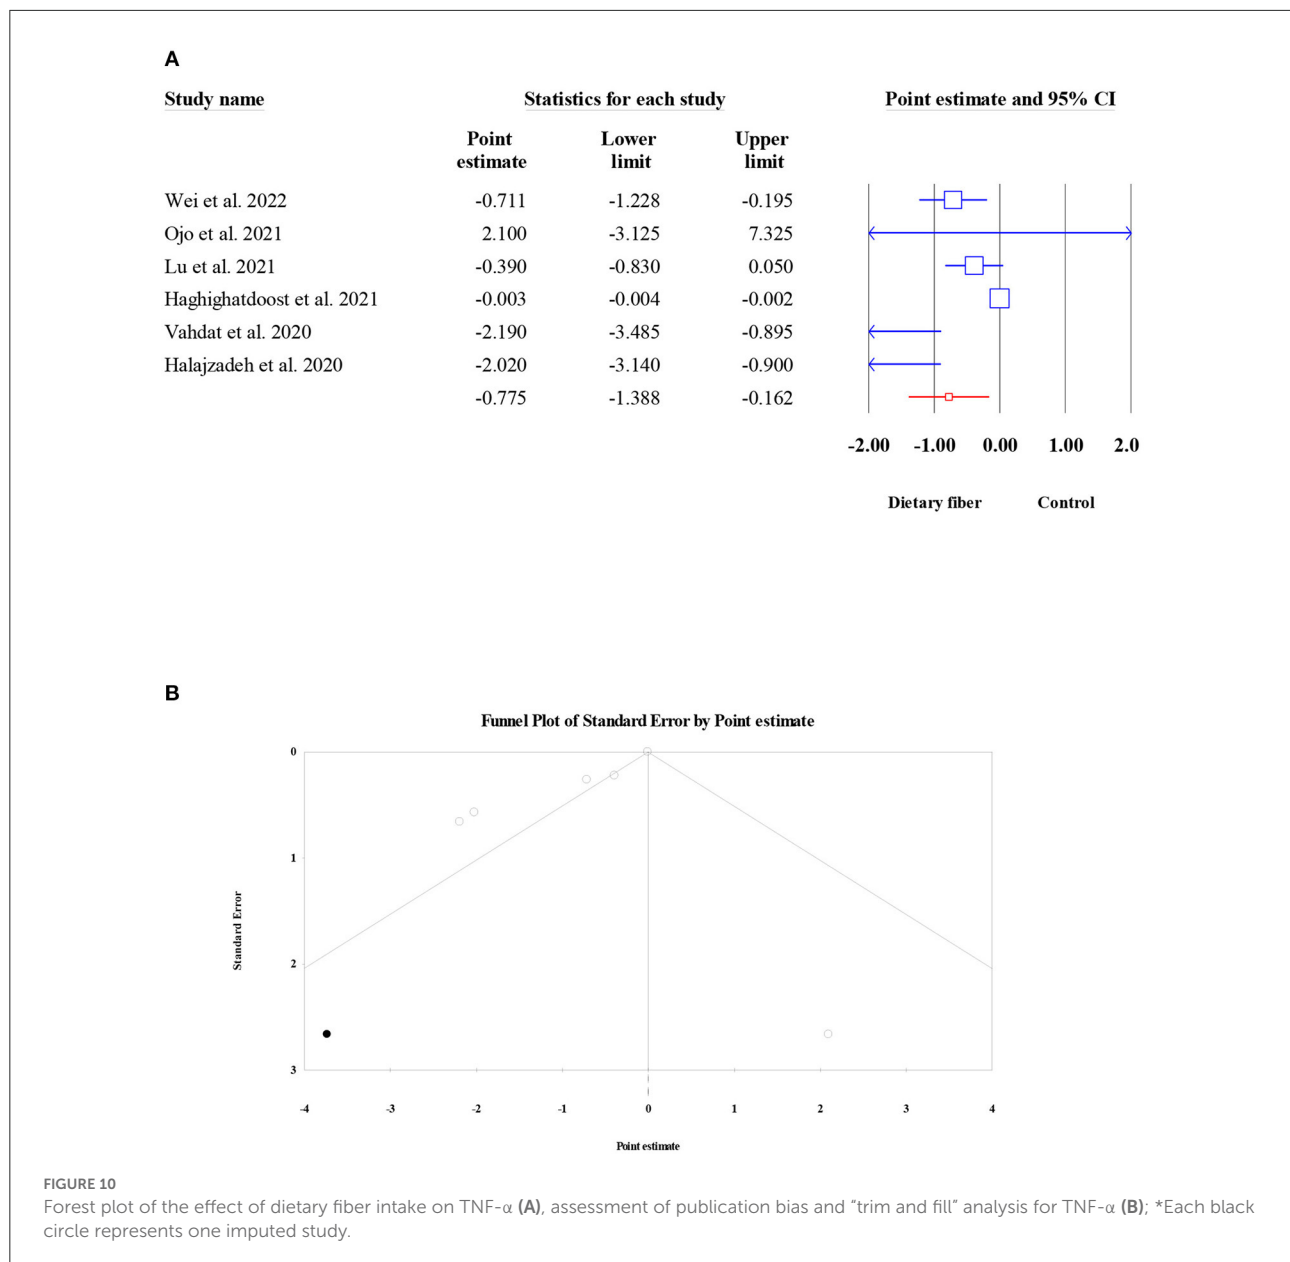 A
Study name Statistics for each study Point estimate and 95% CI
Point Lower Upper
estimate limit limit
Wei et al. 2022 -0.711 -1.228 -0.195
Ojo et al. 2021 2.100 -3.125 7.325
Lu et al. 2021 -0.390 -0.830 0.050
Haghighatdoost et al. 2021 -0.003 -0.004 -0.002
Vahdat et al. 2020 -2.190 -3.485 -0.895
Halajzadeh et al. 2020 -2.020 -3.140 -0.900
-0.775 -1.388 -0.162
-2.00 -1.00 0.00 1.00 2.0
Dietary fiber Control
B
Funnel Plot of Standard Error by Point estimate
0
1
2
3
Standard Error
-4 -3 -2 -1 0 1 2 3 4
Point estimate
FIGURE 10
Forest plot of the effect of dietary fiber intake on TNF-α (A), assessment of publication bias and “trim and fill” analysis for TNF-α (B); *Each black
circle represents one imputed study.